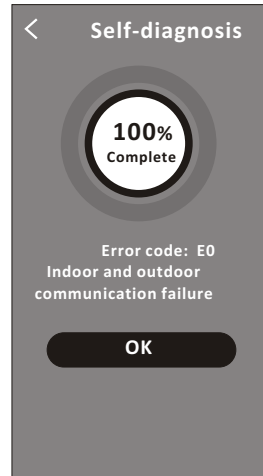 Self-diagnosis
100%
Complete
Error code: E0
Indoor and outdoor
communication failure
OK